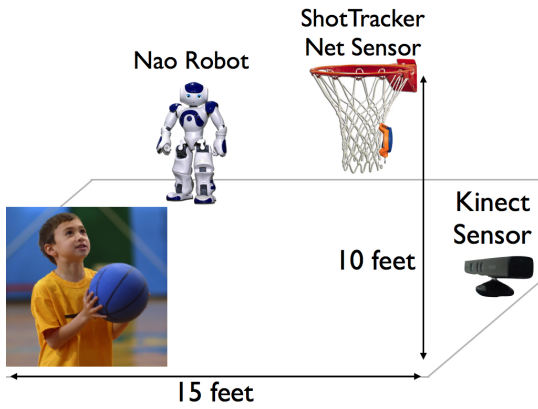 ShotTracker
Net Sensor
Nao Robot
Kinect
Sensor
10 feet
15 feet